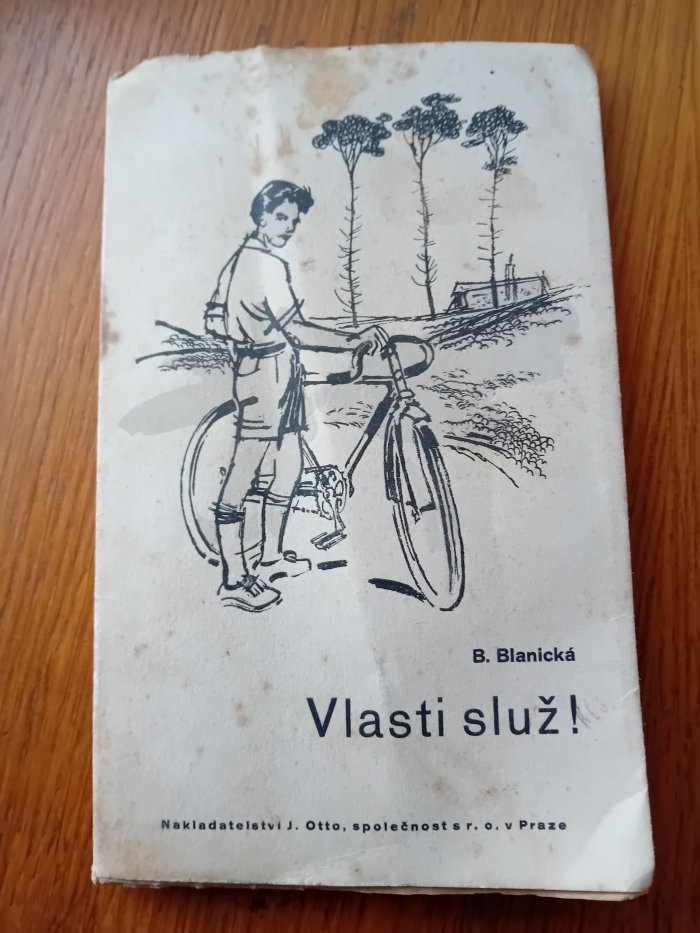 B. Blanická
Vlasti služ!
Nakladatelství J. Otto, společnost s r. o. v Praze